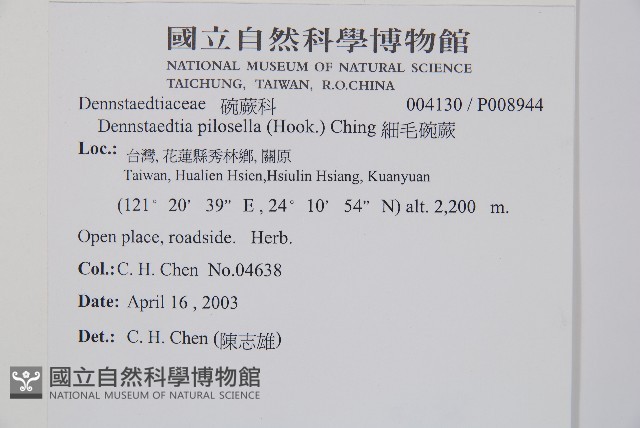 國立自然科學博物館
NATIONAL MUSEUM OF NATURAL SCIENCE
TAICHUNG, TAIWAN, R.O.CHINA
Dennstaedtiaceae 碗蕨科 004130 / P008944
Dennstaedtia pilosella (Hook.) Ching 細毛碗蕨
Loc.: 台灣, 花蓮縣秀林鄉, 關原
Taiwan, Hualien Hsien,Hsiulin Hsiang, Kuanyuan
(121° 20' 39" E , 24° 10' 54" N) alt. 2,200 m.
Open place, roadside. Herb.
Col.: C. H. Chen No.04638
Date: April 16 , 2003
Det.: C. H. Chen (陳志雄)
國立自然科學博物館
NATIONAL MUSEUM OF NATURAL SCIENCE